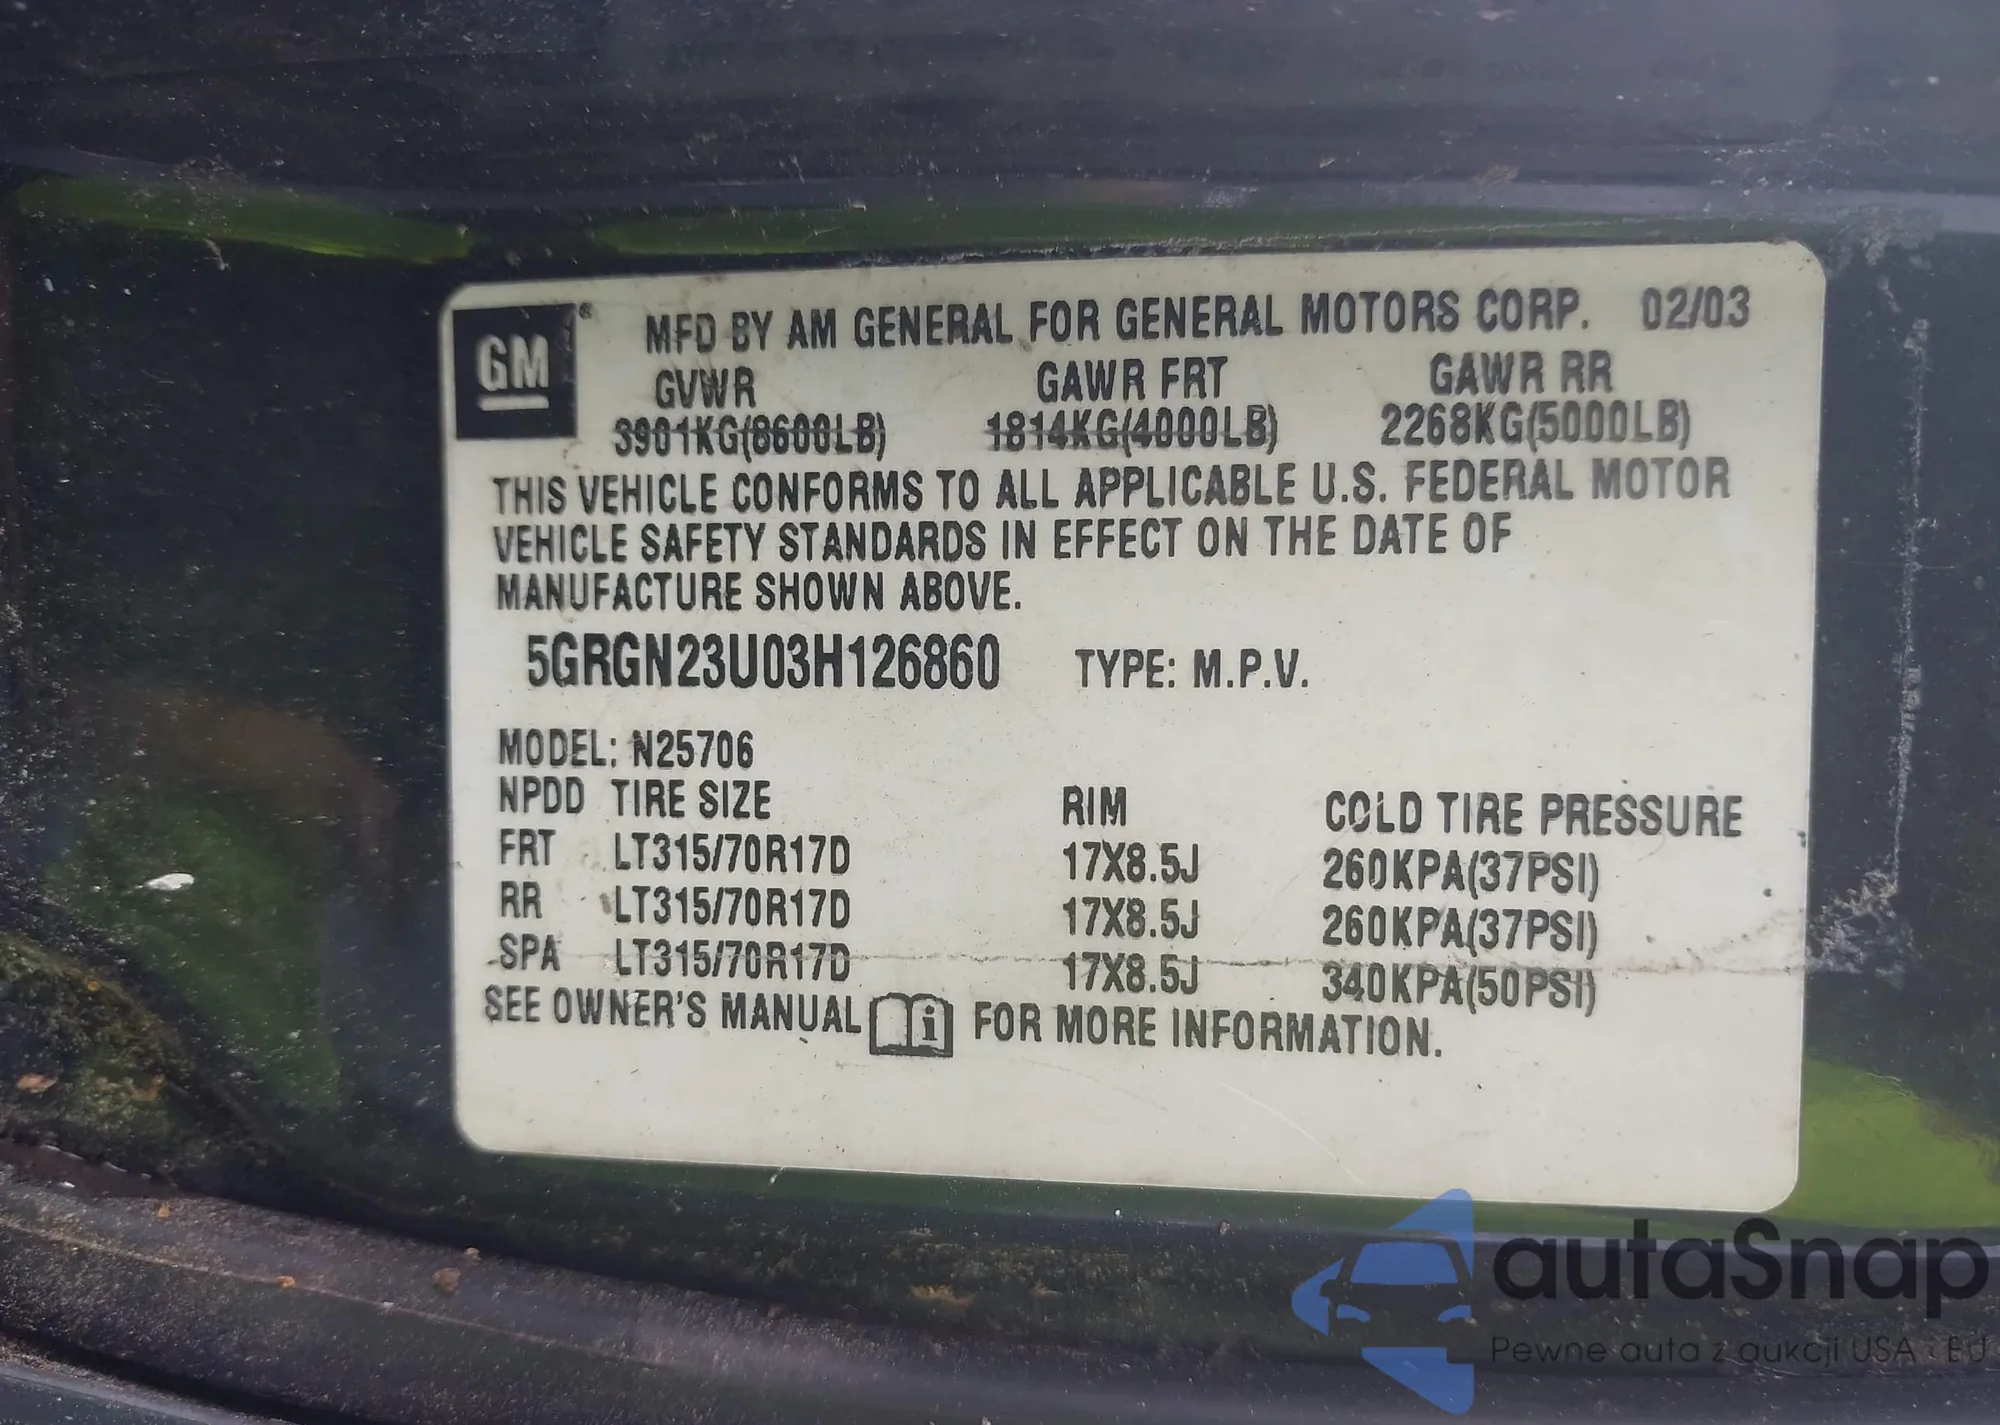 GM®
MFD BY AM GENERAL FOR GENERAL MOTORS CORP. 02/03
GVWR GAWR FRT GAWR RR
3901KG(8600LB) 1814KG(4000LB) 2268KG(5000LB)
THIS VEHICLE CONFORMS TO ALL APPLICABLE U.S. FEDERAL MOTOR
VEHICLE SAFETY STANDARDS IN EFFECT ON THE DATE OF
MANUFACTURE SHOWN ABOVE.
5GRGN23U03H126860 TYPE: M.P.V.
MODEL: N25706
NPDD TIRE SIZE RIM COLD TIRE PRESSURE
FRT LT315/70R17D 17X8.5J 260KPA(37PSI)
RR LT315/70R17D 17X8.5J 260KPA(37PSI)
SPA LT315/70R17D 17X8.5J 340KPA(50PSI)
SEE OWNER'S MANUAL i FOR MORE INFORMATION.
autaSnap
Pewne auta z aukcji USA i EU